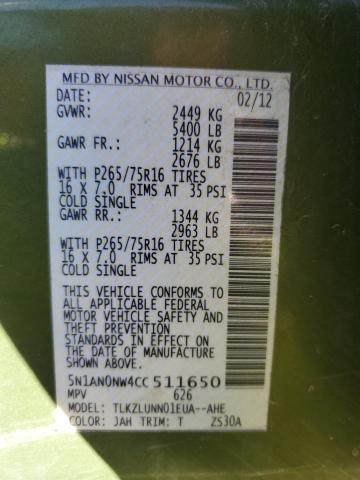 MFD BY NISSAN MOTOR CO., LTD.
DATE: 02/12
GVWR: 2449 KG
5400 LB
GAWR FR.: 1214 KG
2676 LB
WITH P265/75R16 TIRES
16 X 7.0 RIMS AT 35 PSI
COLD SINGLE
GAWR RR.: 1344 KG
2963 LB
WITH P265/75R16 TIRES
16 X 7.0 RIMS AT 35 PSI
COLD SINGLE
THIS VEHICLE CONFORMS TO
ALL APPLICABLE FEDERAL
MOTOR VEHICLE SAFETY AND
THEFT PREVENTION
STANDARDS IN EFFECT ON
THE DATE OF MANUFACTURE
SHOWN ABOVE.
5N1AN0NW4CC511650
MPV 626
MODEL: TLKZLUNN01EUA--AHE
COLOR: JAH TRIM: T ZS30A